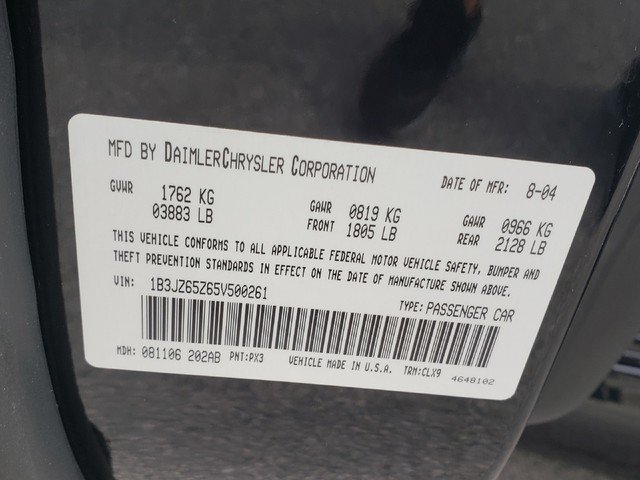 MFD BY DAIMLERCHRYSLER CORPORATION
DATE OF MFR: 8-04
GVWR 1762 KG 03883 LB
GAWR FRONT 0819 KG 1805 LB
GAWR REAR 0966 KG 2128 LB
THIS VEHICLE CONFORMS TO ALL APPLICABLE FEDERAL MOTOR VEHICLE SAFETY, BUMPER AND
THEFT PREVENTION STANDARDS IN EFFECT ON THE DATE OF MANUFACTURE SHOWN ABOVE.
VIN: 1B3JZ65Z65V500261
TYPE: PASSENGER CAR
MDH: 081106 202AB PNT:PX3 VEHICLE MADE IN U.S.A. TRM:CLX9
4648102